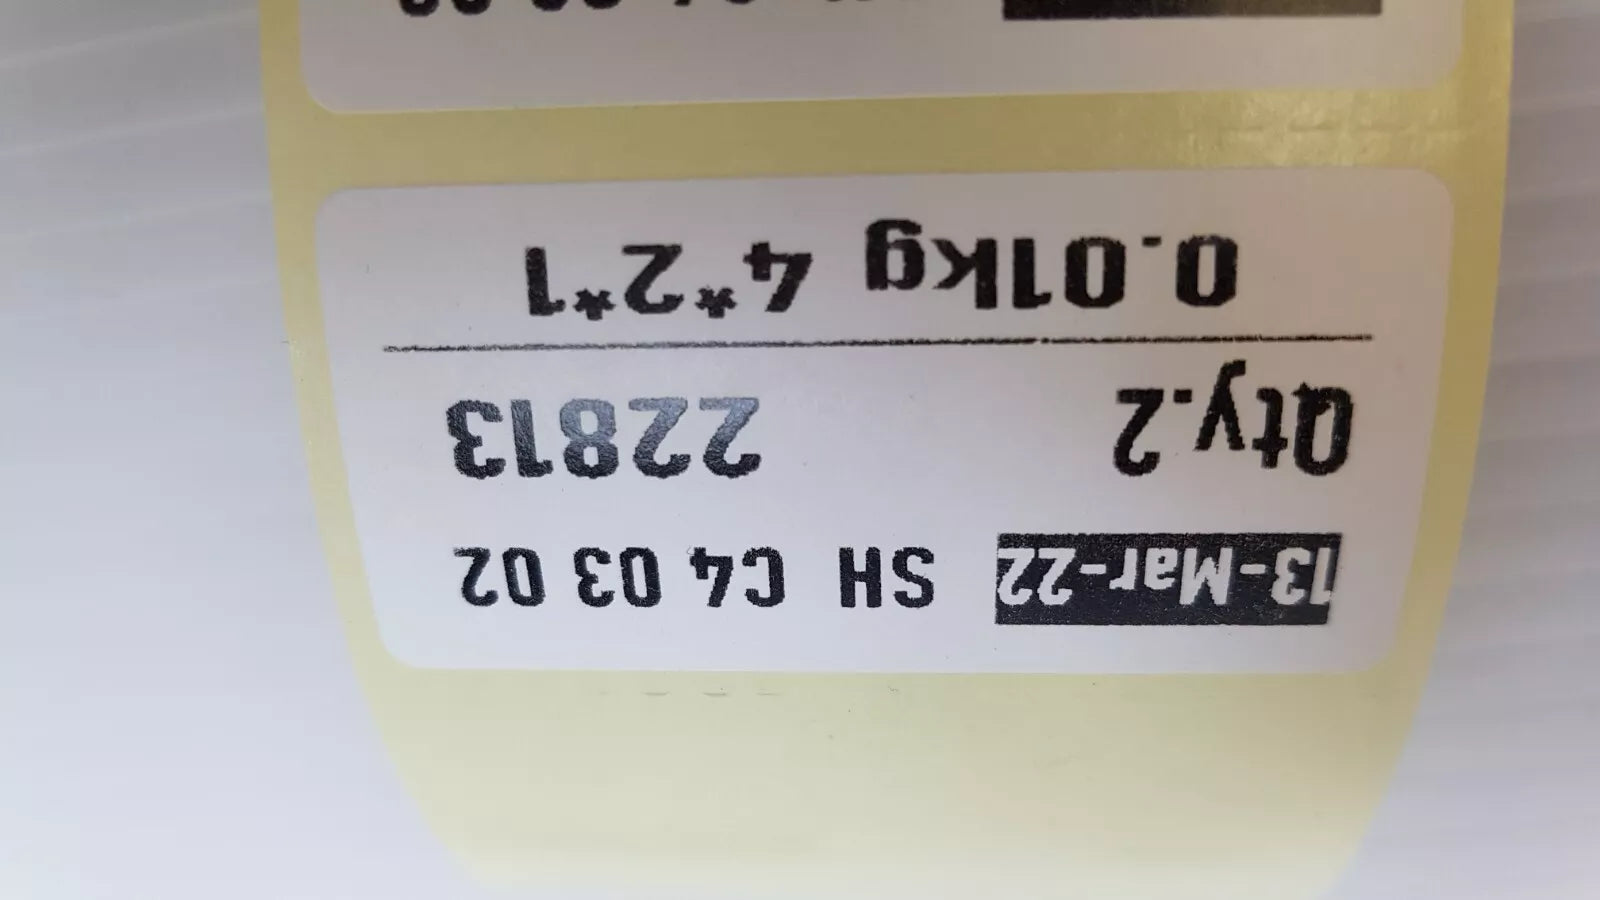 13-Mar-22 SH C4 03 02
Qty.2 22813
0.01kg 4*2*1